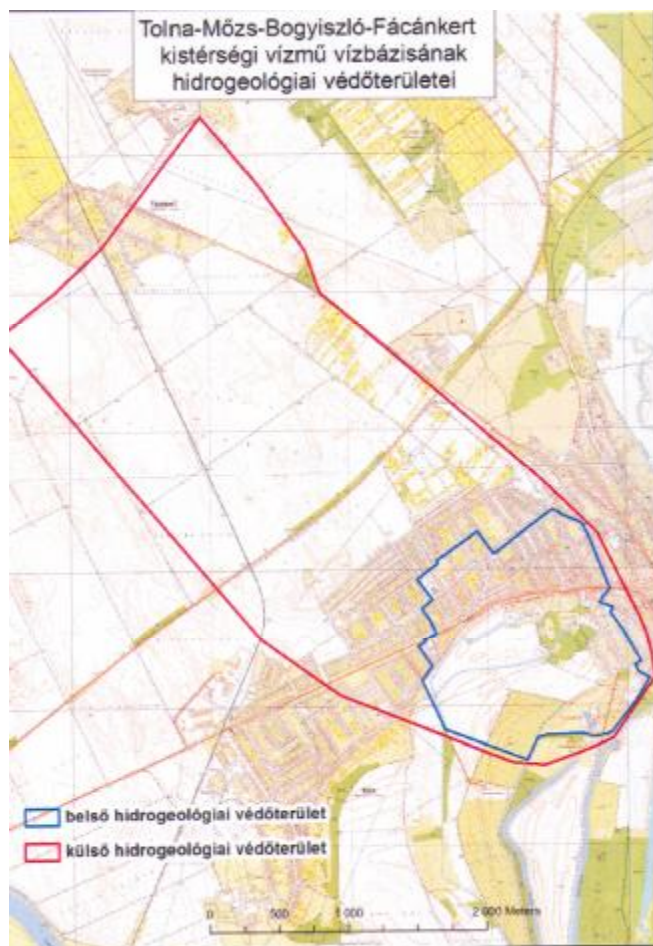 Tolna-Mőzs-Bogyiszló-Fácánkert
kistérségi vízmű vízbázisának
hidrogeológiai védőterületei
belső hidrogeológiai védőterület
külső hidrogeológiai védőterület
0 500 1 000 2 000 Meters